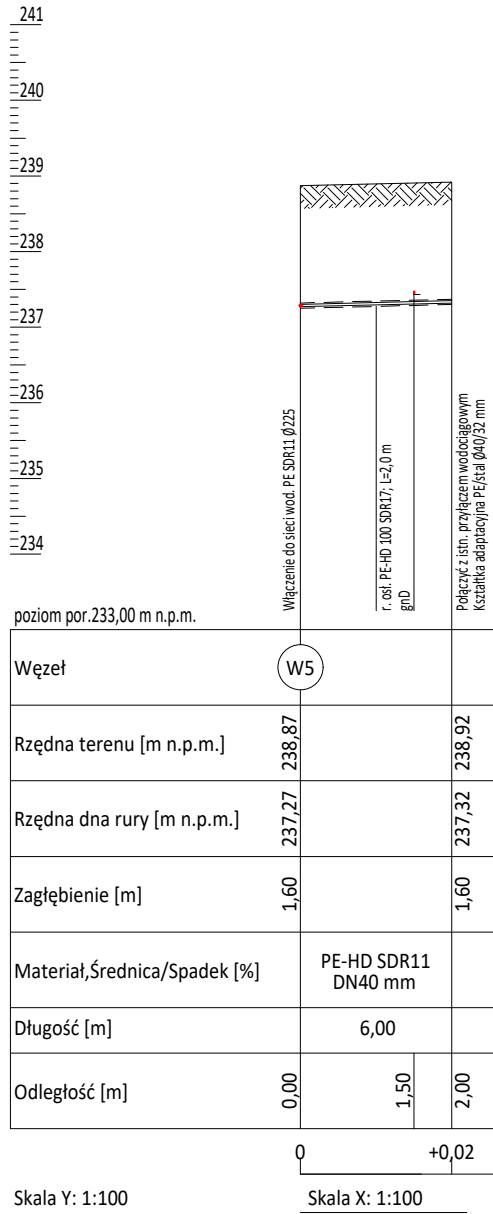 241
240
239
238
237
236
235
234
poziom por.233,00 m n.p.m.
Włączenie do sieci wod. PE SDR11 Ø225
r. osł. PE-HD 100 SDR17; L=2,0 m
gnD
Połączyć z istn. przyłączem wodociągowym
Kształtka adaptacyjna PE/stal Ø40/32 mm
Węzeł W5
Rzędna terenu [m n.p.m.] 238,87 238,92
Rzędna dna rury [m n.p.m.] 237,27 237,32
Zagłębienie [m] 1,60 1,60
Materiał,Średnica/Spadek [%] PE-HD SDR11
DN40 mm
Długość [m] 6,00
Odległość [m] 0,00 1,50 2,00
0 +0,02
Skala Y: 1:100 Skala X: 1:100